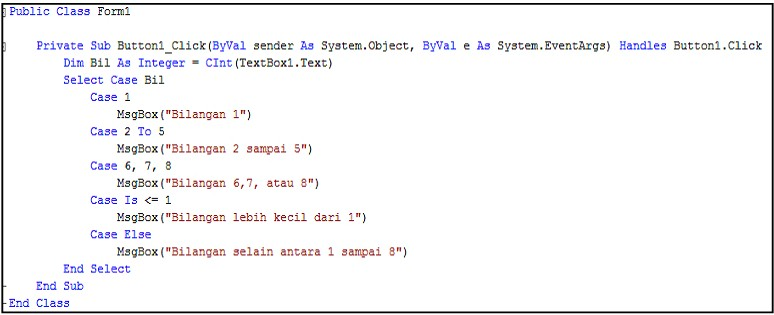 Public Class Form1
Private Sub Button1_Click(ByVal sender As System.Object, ByVal e As System.EventArgs) Handles Button1.Click
Dim Bil As Integer = CInt(TextBox1.Text)
Select Case Bil
Case 1
MsgBox("Bilangan 1")
Case 2 To 5
MsgBox("Bilangan 2 sampai 5")
Case 6, 7, 8
MsgBox("Bilangan 6,7, atau 8")
Case Is <= 1
MsgBox("Bilangan lebih kecil dari 1")
Case Else
MsgBox("Bilangan selain antara 1 sampai 8")
End Select
End Sub
End Class